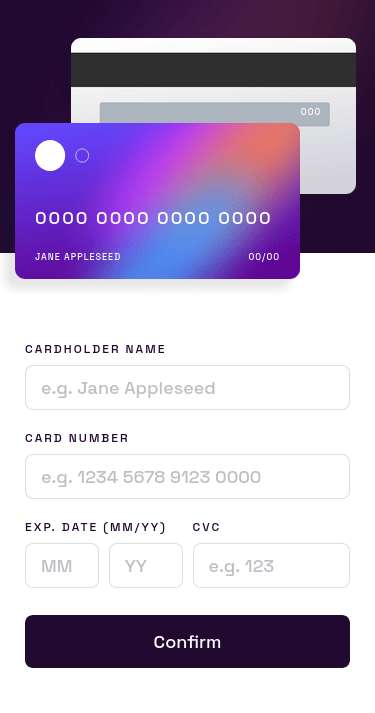 000
0000 0000 0000 0000
JANE APPLESEED 00/00
CARDHOLDER NAME
e.g. Jane Appleseed
CARD NUMBER
e.g. 1234 5678 9123 0000
EXP. DATE (MM/YY) CVC
MM YY e.g. 123
Confirm